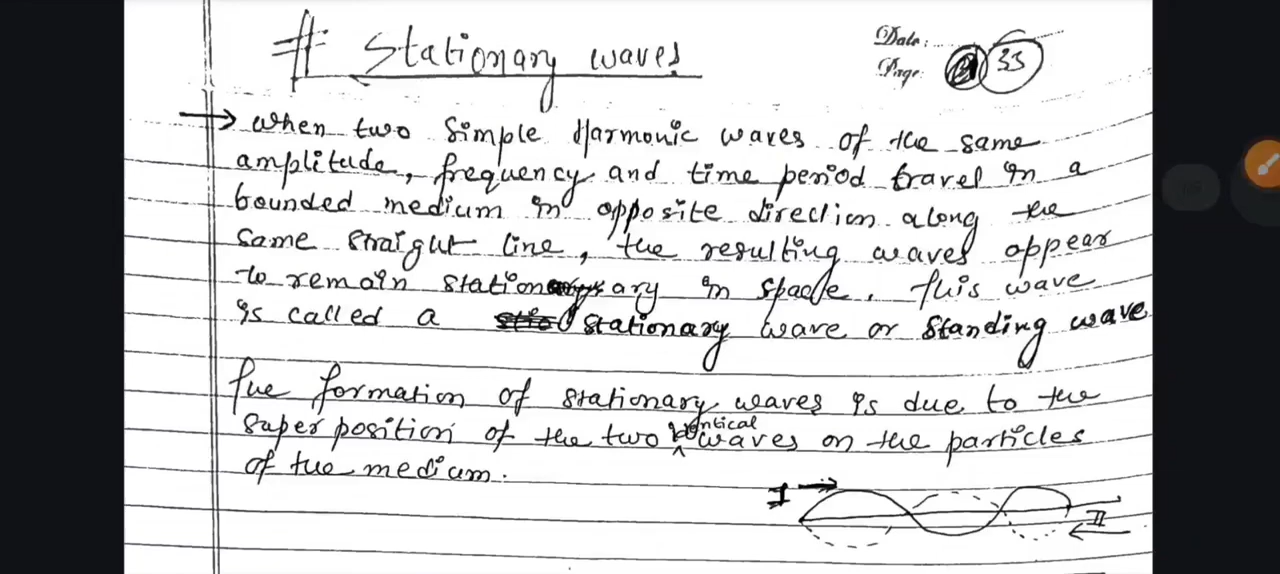 # Stationary waves
Date:
Page: 33
→ When two Simple Harmonic waves of the same
amplitude, frequency and time period travel in a
bounded medium in opposite direction along the
same straigut line, the resulting waves appear
to remain stationary in space. This wave
is called a stationary wave or standing wave
The formation of stationary waves is due to the
Super position of the two identical waves on the particles
of the medium.
I →
II